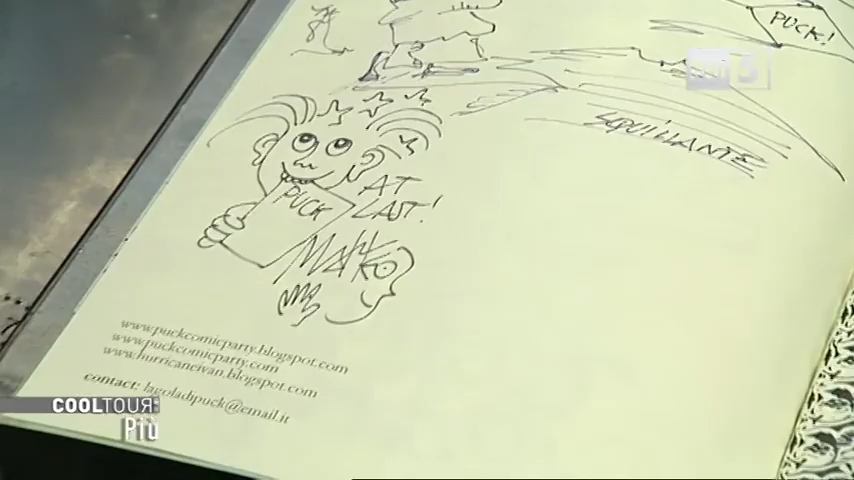 PUCK!
SQUILLANTE
AT
LAST!
PUCK
MARKO
www.puckcomicparty.blogspot.com
www.puckcomicparty.com
www.hurricaneivan.blogspot.com
contact: lagoladipuck@email.it
COOLTOUR
Più